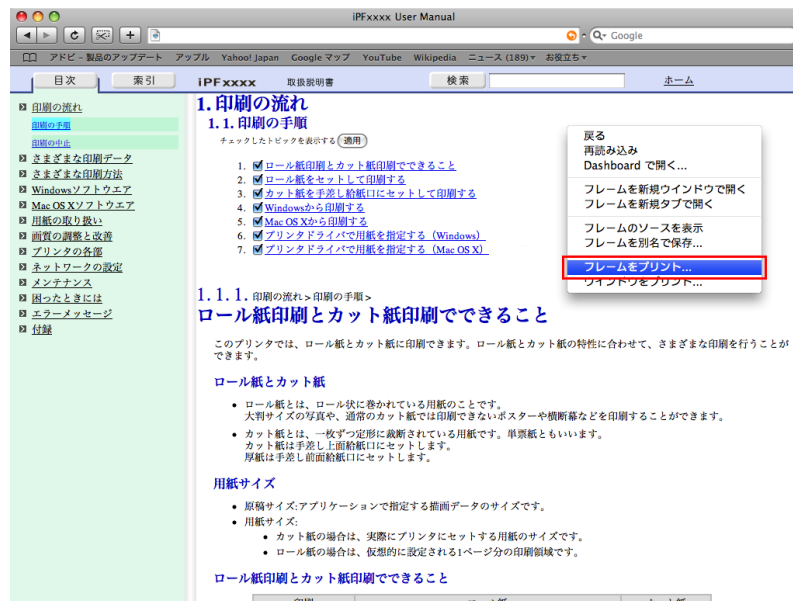 iPFxxxx User Manual
Google
アドビ - 製品のアップデート アップル Yahoo! Japan Google マップ YouTube Wikipedia ニュース (189)▼ お役立ち▼
目次 索引 iPFxxxx 取扱説明書 検索 ホーム
印刷の流れ
印刷の手順
印刷の中止
さまざまな印刷データ
さまざまな印刷方法
Windowsソフトウエア
Mac OS Xソフトウエア
用紙の取り扱い
画質の調整と改善
プリンタの各部
ネットワークの設定
メンテナンス
困ったときには
エラーメッセージ
付録
1. 印刷の流れ
1. 1. 印刷の手順
チェックしたトピックを表示する 適用
1. ロール紙印刷とカット紙印刷でできること
2. ロール紙をセットして印刷する
3. カット紙を手差し給紙口にセットして印刷する
4. Windowsから印刷する
5. Mac OS Xから印刷する
6. プリンタドライバで用紙を指定する（Windows）
7. プリンタドライバで用紙を指定する（Mac OS X）
戻る
再読み込み
Dashboard で開く...
フレームを新規ウインドウで開く
フレームを新規タブで開く
フレームのソースを表示
フレームを別名で保存...
フレームをプリント...
ウインドウをプリント...
1. 1. 1. 印刷の流れ > 印刷の手順 >
ロール紙印刷とカット紙印刷でできること
このプリンタでは、ロール紙とカット紙に印刷できます。ロール紙とカット紙の特性に合わせて、さまざまな印刷を行うことが
できます。
ロール紙とカット紙
• ロール紙とは、ロール状に巻かれている用紙のことです。
大判サイズの写真や、通常のカット紙では印刷できないポスターや横断幕などを印刷することができます。
• カット紙とは、一枚ずつ定形に裁断されている用紙です。単票紙ともいいます。
カット紙は手差し上面給紙口にセットします。
厚紙は手差し前面給紙口にセットします。
用紙サイズ
• 原稿サイズ:アプリケーションで指定する描画データのサイズです。
• 用紙サイズ:
• カット紙の場合は、実際にプリンタにセットする用紙のサイズです。
• ロール紙の場合は、仮想的に設定される1ページ分の印刷領域です。
ロール紙印刷とカット紙印刷でできること